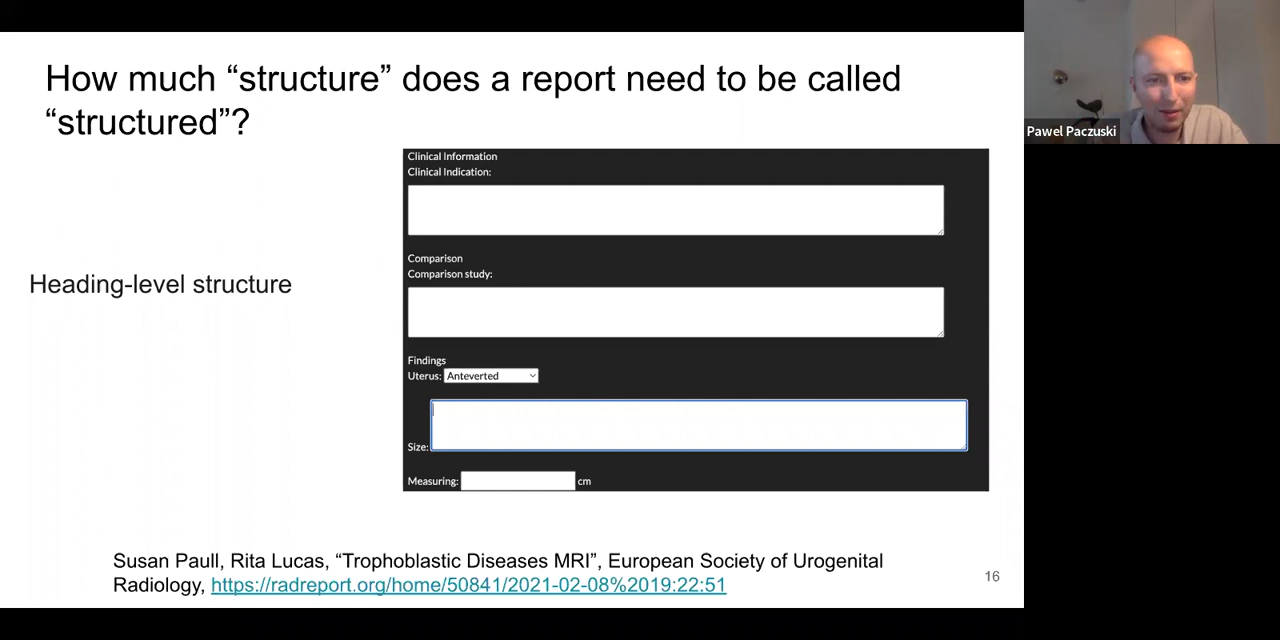 How much “structure” does a report need to be called
“structured”?
Pawel Paczuski
Clinical Information
Clinical Indication:
Comparison
Comparison study:
Heading-level structure
Findings
Uterus: Anteverted
Size:
Measuring: cm
Susan Paull, Rita Lucas, “Trophoblastic Diseases MRI”, European Society of Urogenital
Radiology, https://radreport.org/home/50841/2021-02-08%2019:22:51
16